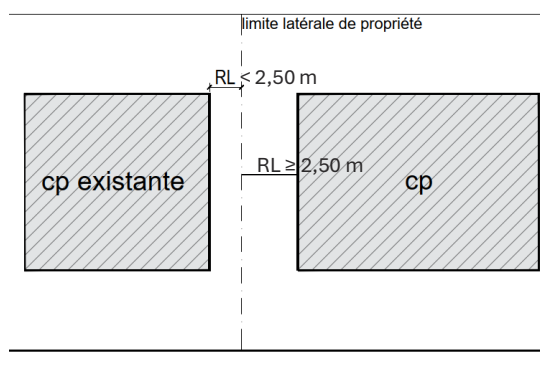 limite latérale de propriété
RL < 2,50 m
RL ≥ 2,50 m
cp existante
cp